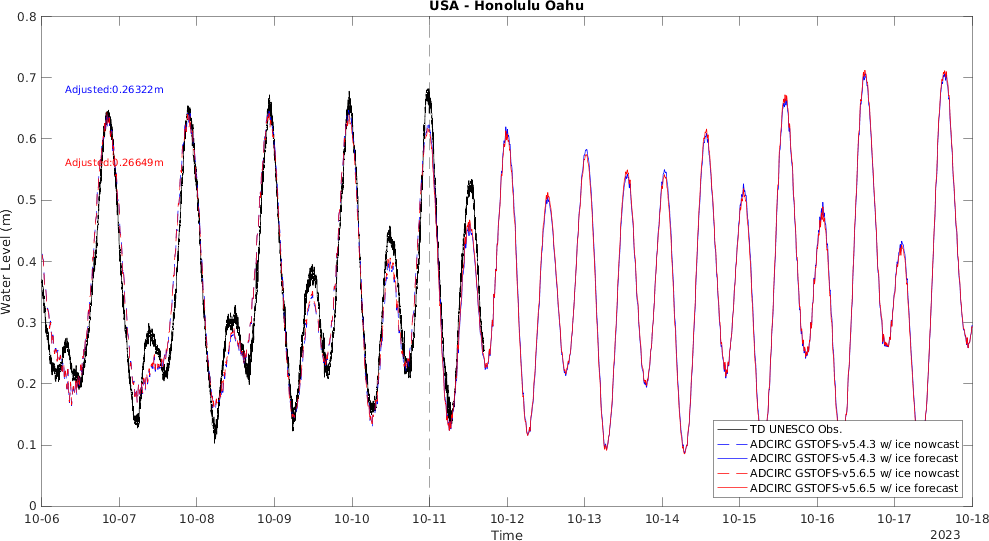 USA - Honolulu Oahu
0.8
0.7
0.6
0.5
0.4
0.3
0.2
0.1
0
Water Level (m)
Adjusted:0.26322m
Adjusted:0.26649m
TD UNESCO Obs.
ADCIRC GSTOFS-v5.4.3 w/ ice nowcast
ADCIRC GSTOFS-v5.4.3 w/ ice forecast
ADCIRC GSTOFS-v5.6.5 w/ ice nowcast
ADCIRC GSTOFS-v5.6.5 w/ ice forecast
10-06 10-07 10-08 10-09 10-10 10-11 10-12 10-13 10-14 10-15 10-16 10-17 10-18
Time
2023